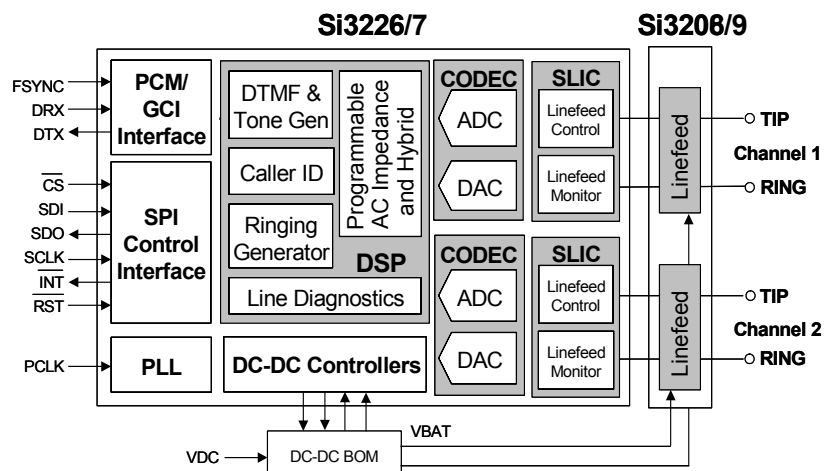 Si3226/7
Si3208/9
FSYNC
DRX
DTX
PCM/
GCI
Interface
CS
SDI
SDO
SCLK
INT
RST
SPI
Control
Interface
PCLK
PLL
DTMF &
Tone Gen
Caller ID
Ringing
Generator
Programmable
AC Impedance
and Hybrid
DSP
Line Diagnostics
DC-DC Controllers
CODEC
ADC
DAC
SLIC
Linefeed
Control
Linefeed
Monitor
Linefeed
TIP
Channel 1
RING
CODEC
ADC
DAC
SLIC
Linefeed
Control
Linefeed
Monitor
Linefeed
TIP
Channel 2
RING
VBAT
VDC
DC-DC BOM